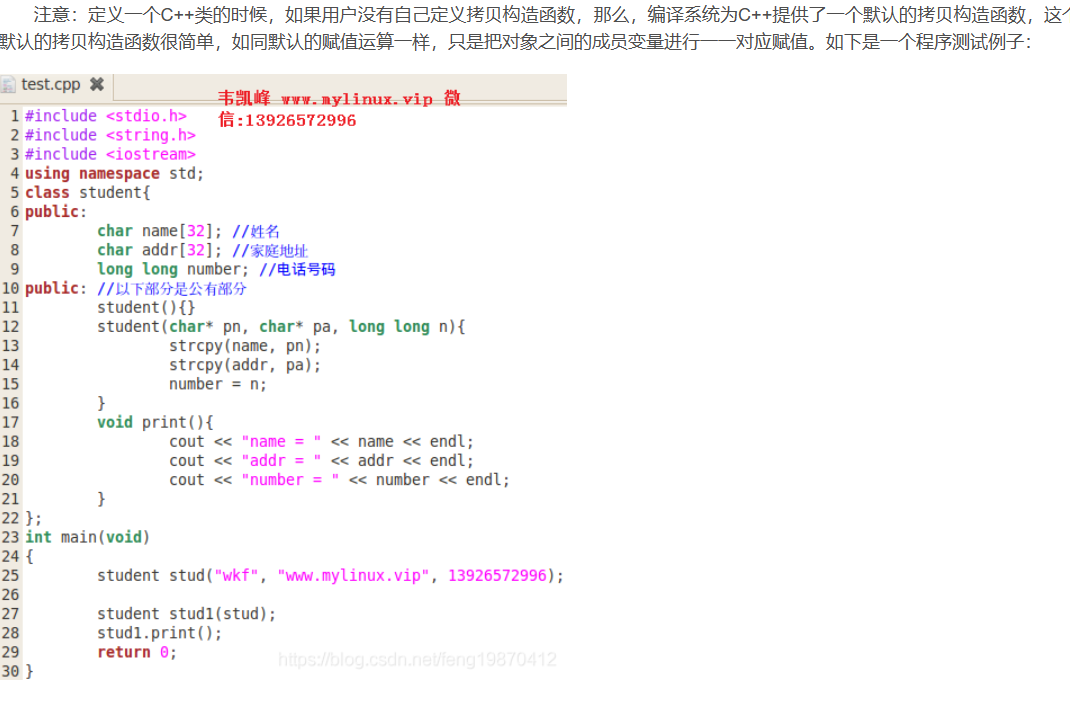 注意：定义一个C++类的时候，如果用户没有自己定义拷贝构造函数，那么，编译系统为C++提供了一个默认的拷贝构造函数，这
默认的拷贝构造函数很简单，如同默认的赋值运算一样，只是把对象之间的成员变量进行一一对应赋值。如下是一个程序测试例子：
test.cpp ✖
韦凯峰 www.mylinux.vip 微
信:13926572996
1 #include <stdio.h>
2 #include <string.h>
3 #include <iostream>
4 using namespace std;
5 class student{
6 public:
7 char name[32]; //姓名
8 char addr[32]; //家庭地址
9 long long number; //电话号码
10 public: //以下部分是公有部分
11 student(){}
12 student(char* pn, char* pa, long long n){
13 strcpy(name, pn);
14 strcpy(addr, pa);
15 number = n;
16 }
17 void print(){
18 cout << "name = " << name << endl;
19 cout << "addr = " << addr << endl;
20 cout << "number = " << number << endl;
21 }
22 };
23 int main(void)
24 {
25 student stud("wkf", "www.mylinux.vip", 13926572996);
26
27 student stud1(stud);
28 stud1.print();
29 return 0;
30 }
https://blog.csdn.net/feng19870412